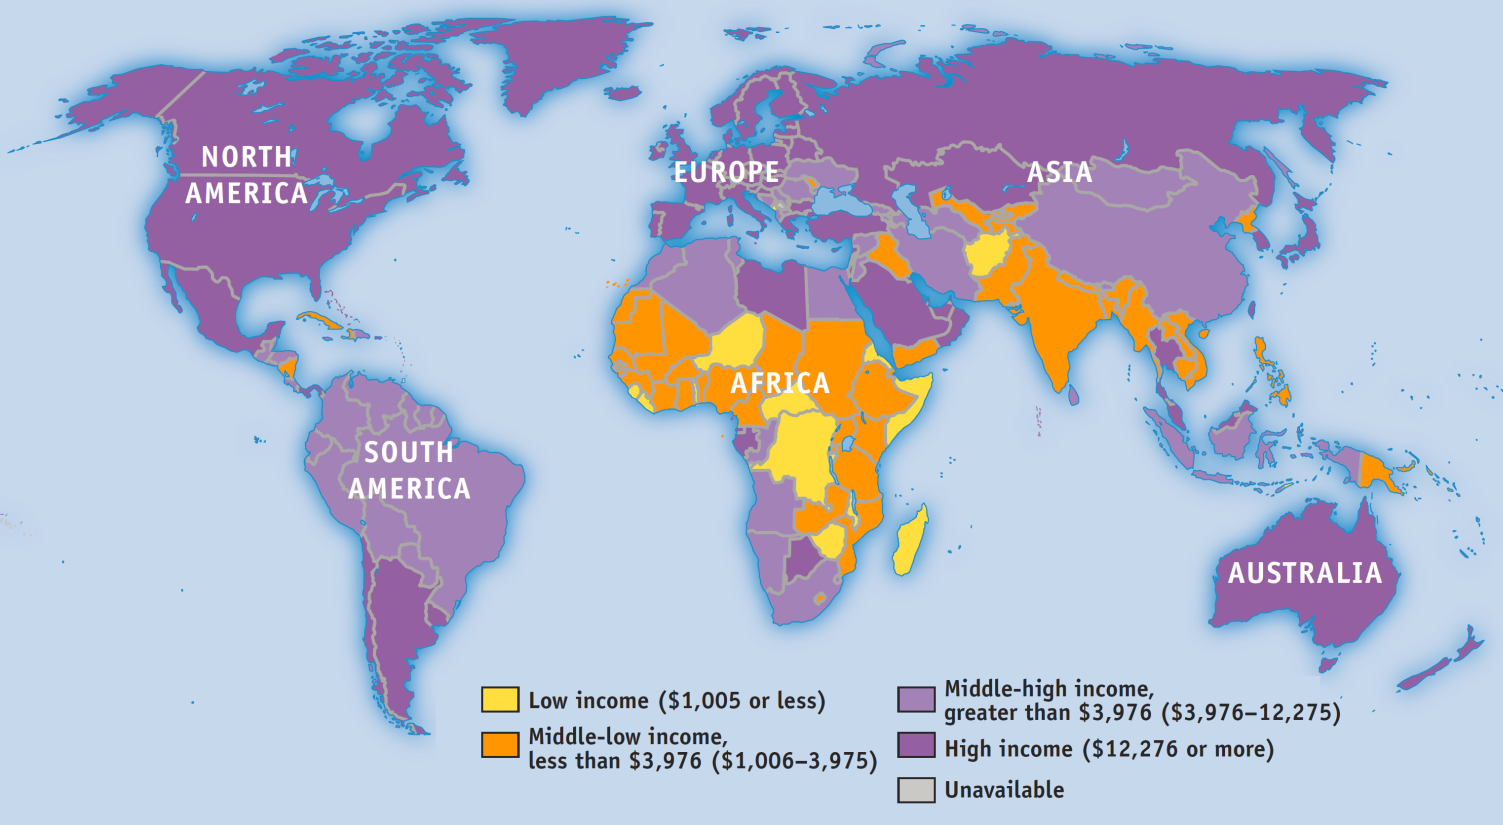 NORTH
AMERICA
EUROPE
ASIA
AFRICA
SOUTH
AMERICA
AUSTRALIA
Low income ($1,005 or less)
Middle-low income,
less than $3,976 ($1,006–3,975)
Middle-high income,
greater than $3,976 ($3,976–12,275)
High income ($12,276 or more)
Unavailable